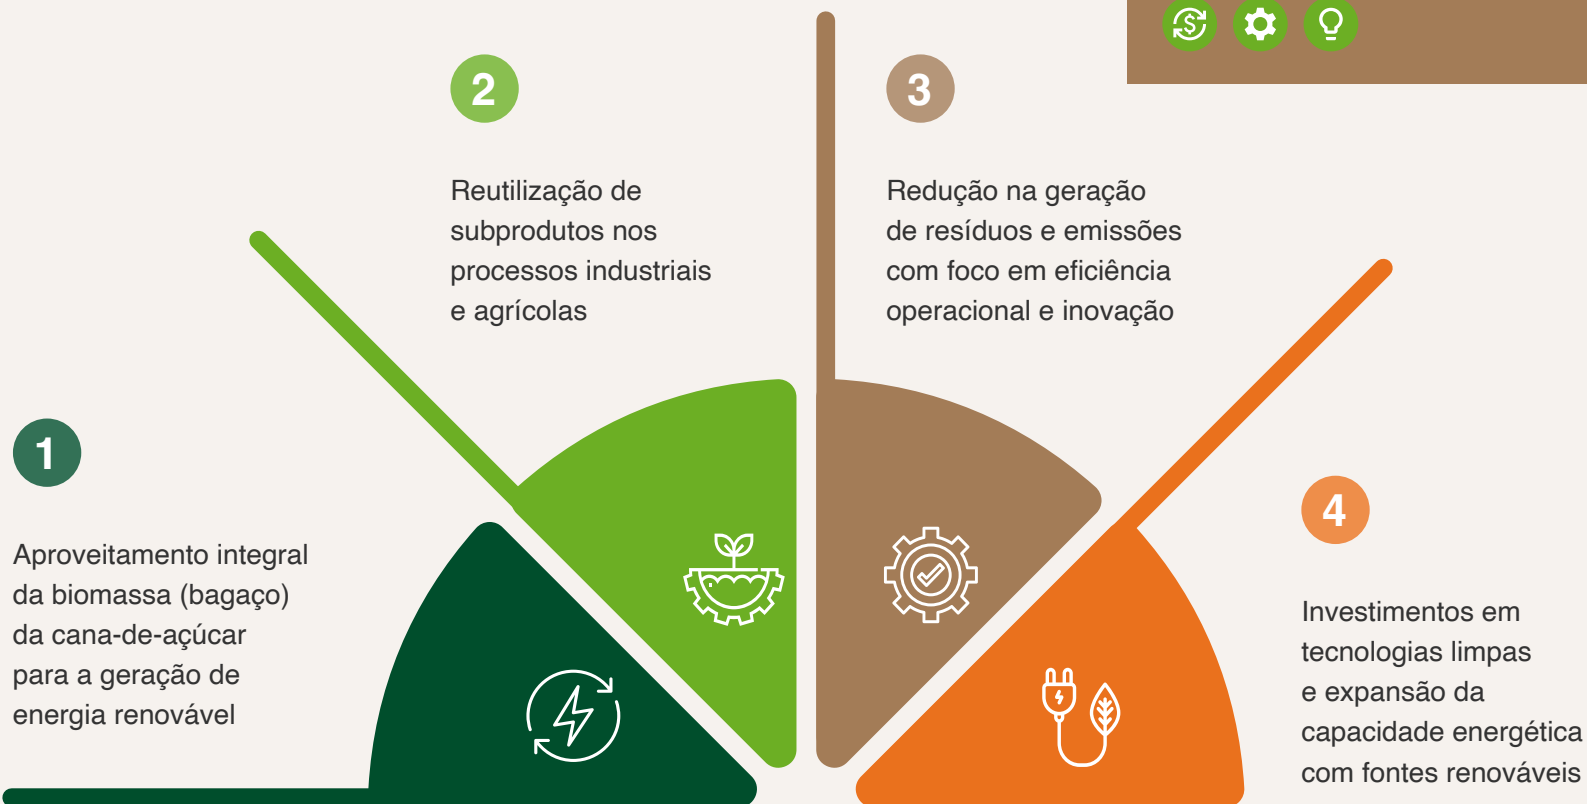 1
Aproveitamento integral
da biomassa (bagaço)
da cana-de-açúcar
para a geração de
energia renovável
2
Reutilização de
subprodutos nos
processos industriais
e agrícolas
3
Redução na geração
de resíduos e emissões
com foco em eficiência
operacional e inovação
4
Investimentos em
tecnologias limpas
e expansão da
capacidade energética
com fontes renováveis